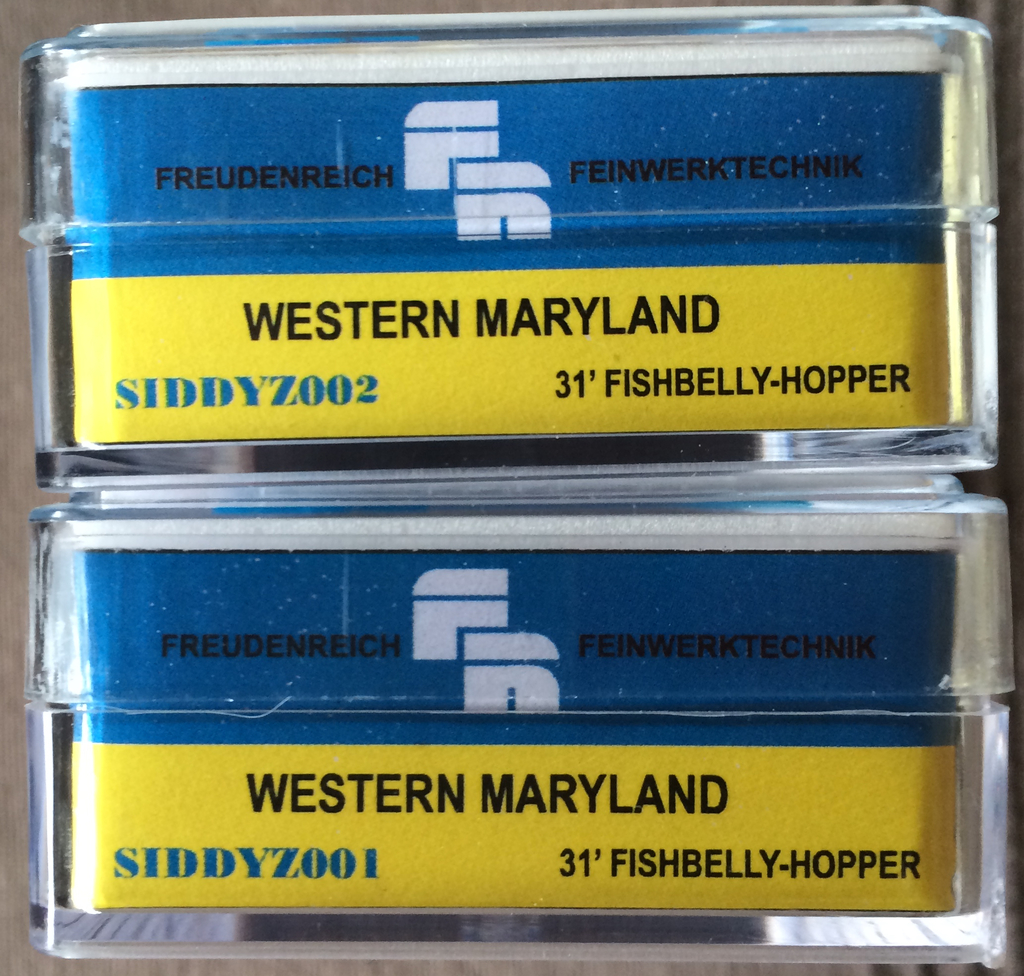 FREUDENREICH FEINWERKTECHNIK
WESTERN MARYLAND
SIDDYZ002 31' FISHBELLY-HOPPER
FREUDENREICH FEINWERKTECHNIK
WESTERN MARYLAND
SIDDYZ001 31' FISHBELLY-HOPPER